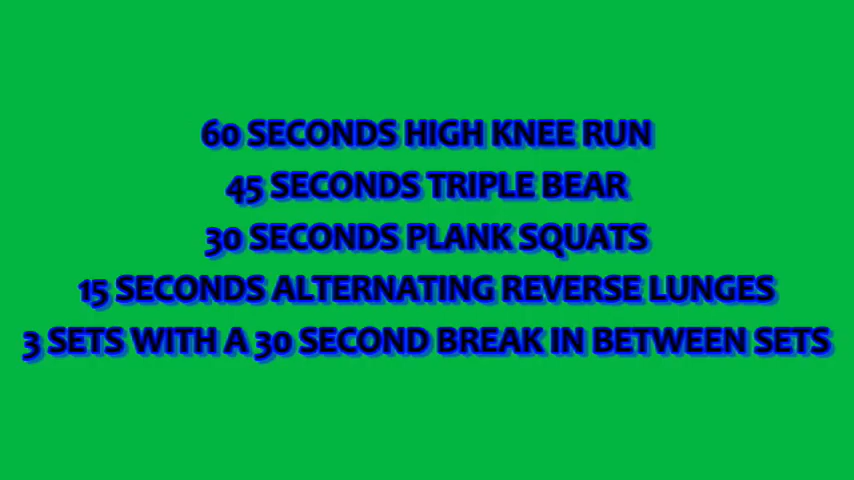 60 SECONDS HIGH KNEE RUN
45 SECONDS TRIPLE BEAR
30 SECONDS PLANK SQUATS
15 SECONDS ALTERNATING REVERSE LUNGES
3 SETS WITH A 30 SECOND BREAK IN BETWEEN SETS